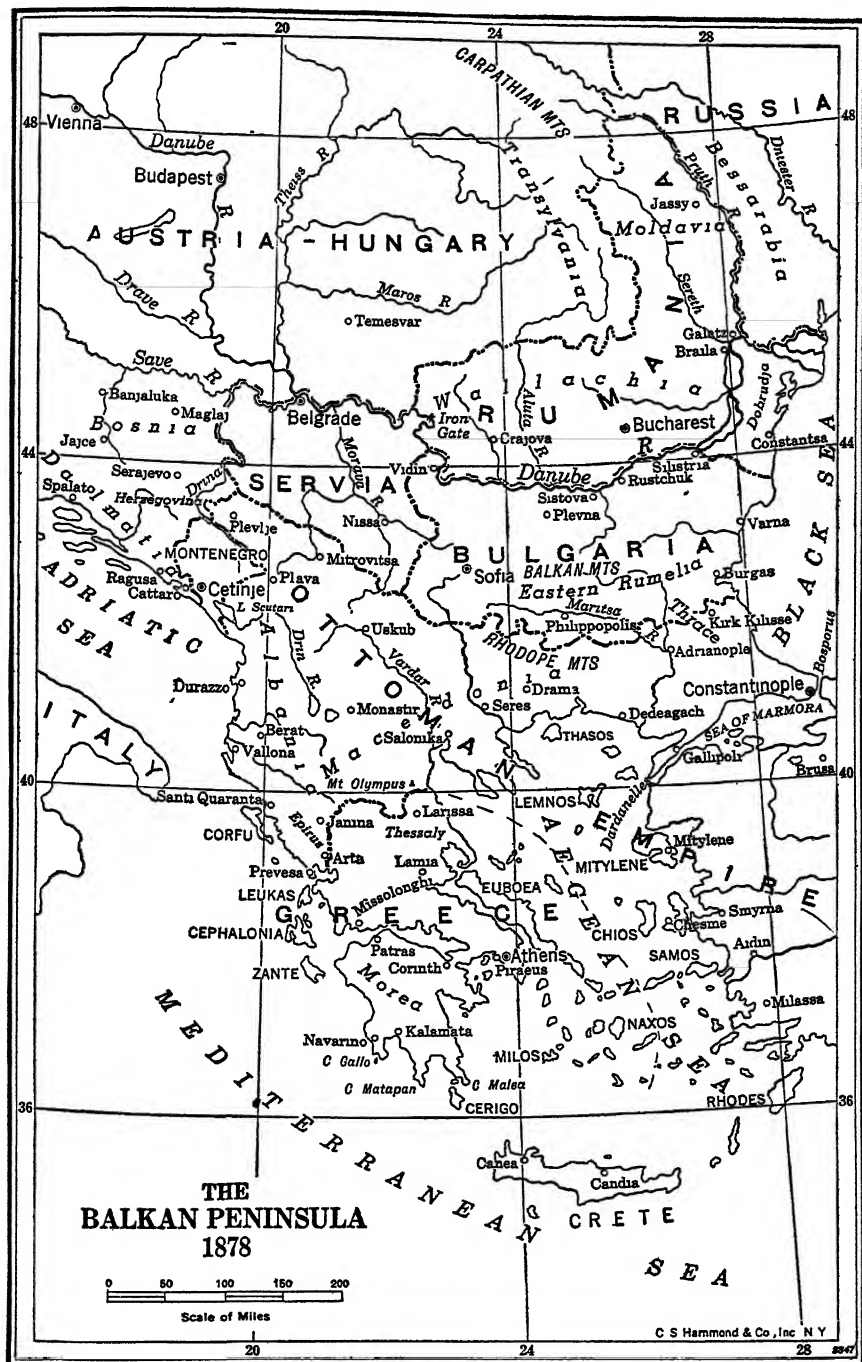 20
24
28
CARPATHIAN MTS
RUSSIA
48
48
Vienna
Danube R
Budapest
Theiss R
Transylvania
Pruth R
Bessarabia
Dniester R
Jassy
Moldavia
AUSTRIA-HUNGARY
Drave R
Maros R
Sereth
Temesvar
Galatz
Braila
Save R
RUMANIA
Wallachia
Dobrudja
Banjaluka
Maglaj
Belgrade
Iron Gate
Aluta R
Bosnia
Bucharest
Jajce
Crajova
Constantsa
44
44
Morava R
Vidin
Danube R
Silistria
Rustchuk
Serajevo
Drina
SERVIA
Sistova
Dalmatia
Spalato
Herzegovina
Plevlje
Nissa
Plevna
Varna
BLACK SEA
MONTENEGRO
Mitrovitsa
BULGARIA
Sofia
BALKAN MTS
Eastern Rumelia
Burgas
ADRIATIC SEA
Ragusa
Cattaro
Cetinje
Plava
L Scutari
Maritsa R
Thrace
Philippopolis
Kirk Kilisse
Uskub
RHODOPE MTS
Adrianople
Bosporus
Albania
Drin R
Vardar R
OTTOMAN EMPIRE
Durazzo
Monastir
Drama
Seres
Constantinople
Macedonia
Dedeagach
SEA OF MARMORA
ITALY
Berat
Vallona
Salonika
THASOS
Gallipoli
Brusa
40
40
Mt Olympus
Santi Quaranta
LEMNOS
Dardanelles
CORFU
Epirus
Janina
Larissa
Thessaly
Mitylene
MITYLENE
Prevesa
Arta
Lamia
AEGEAN SEA
LEUKAS
Missolonghi
EUBOEA
GREECE
Smyrna
CEPHALONIA
CHIOS
Chesme
Patras
Athens
Aidin
ZANTE
Corinth
Piraeus
SAMOS
Morea
Milassa
Navarino
Kalamata
NAXOS
C Gallo
MILOS
C Matapan
C Malea
RHODES
36
36
CERIGO
MEDITERRANEAN SEA
Canea
Candia
CRETE
THE
BALKAN PENINSULA
1878
0 50 100 150 200
Scale of Miles
C S Hammond & Co, Inc N Y
20
24
28